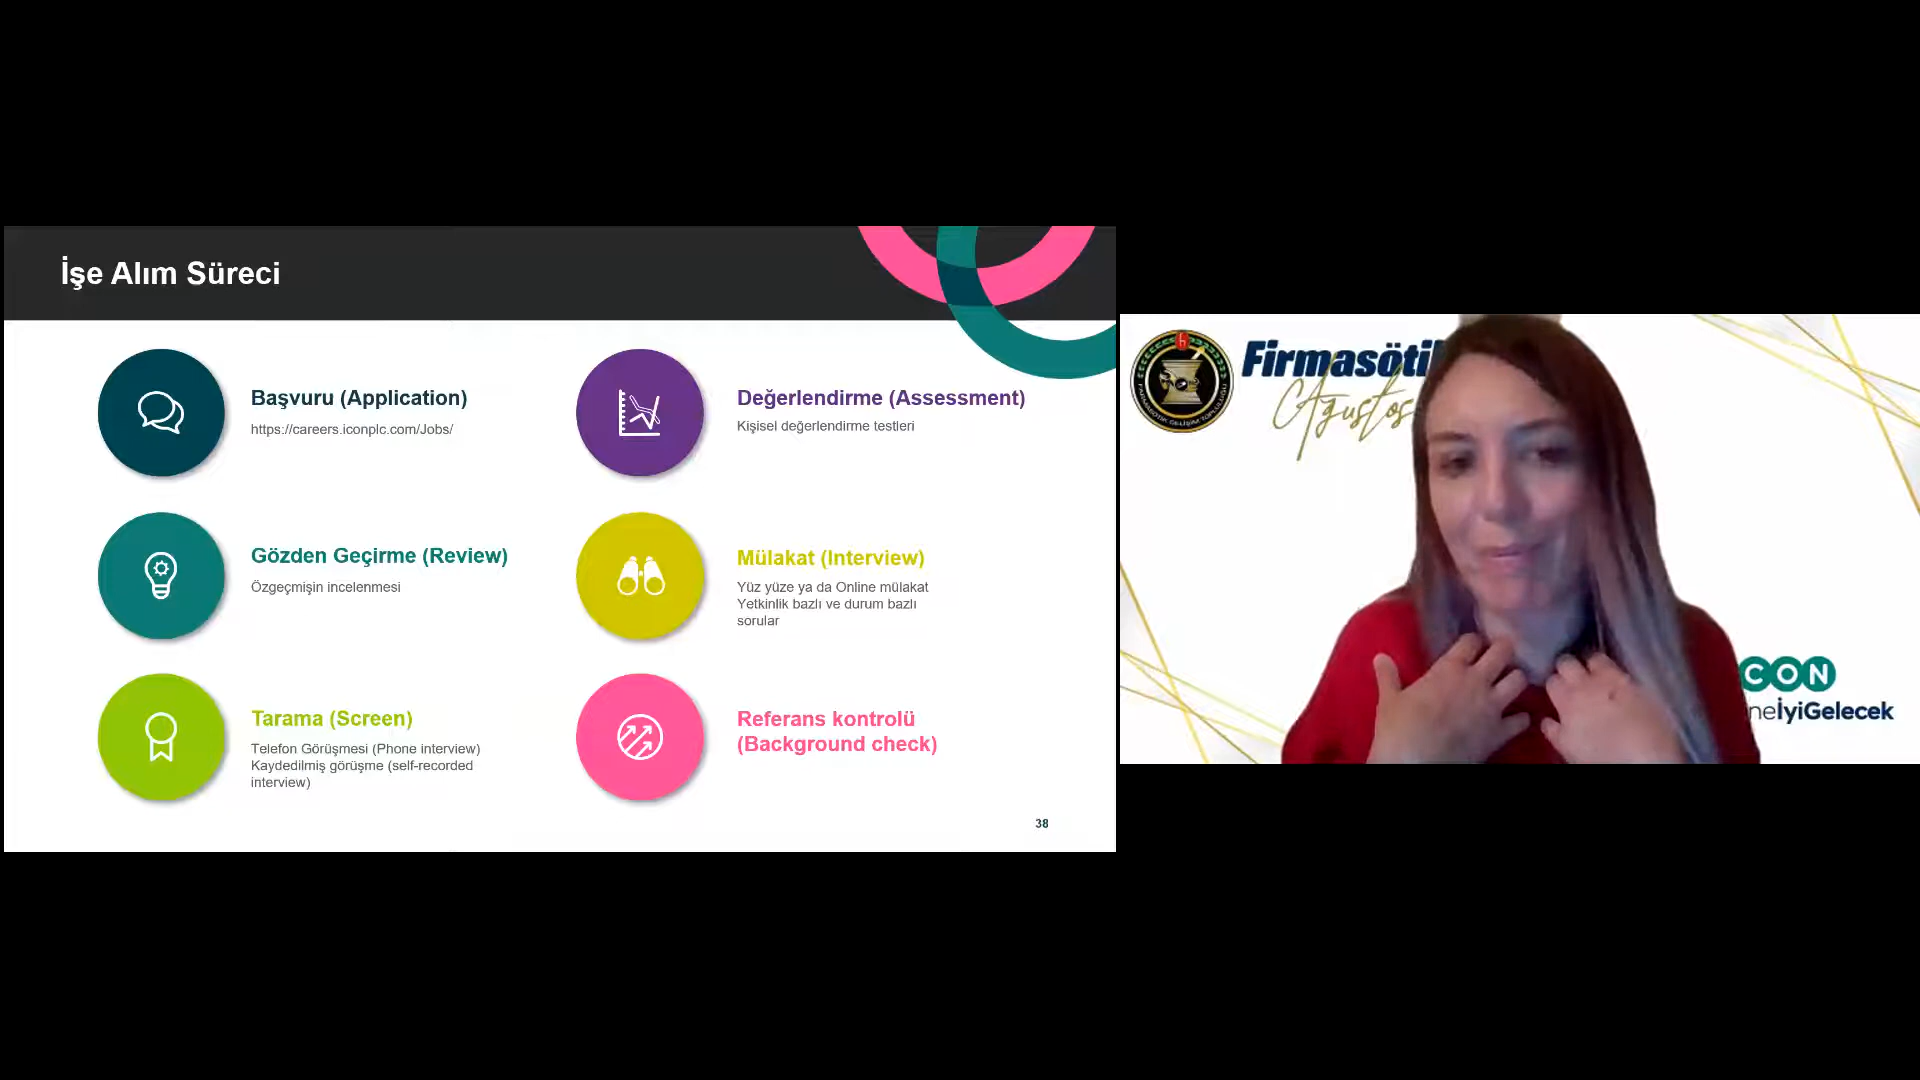 İşe Alım Süreci
Başvuru (Application)
https://careers.iconplc.com/Jobs/
Gözden Geçirme (Review)
Özgeçmişin incelenmesi
Tarama (Screen)
Telefon Görüşmesi (Phone interview)
Kaydedilmiş görüşme (self-recorded
interview)
Değerlendirme (Assessment)
Kişisel değerlendirme testleri
Mülakat (Interview)
Yüz yüze ya da Online mülakat
Yetkinlik bazlı ve durum bazlı
sorular
Referans kontrolü
(Background check)
38
Firmasöti
Ağustos
CON
neİyiGelecek